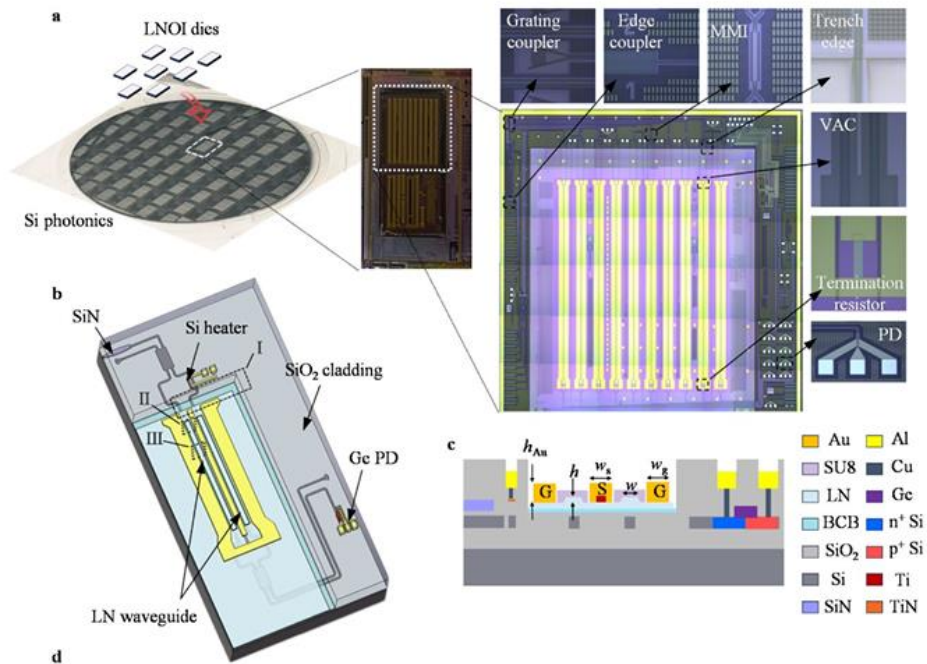 a
LNOI dies
Si photonics
Grating
coupler
Edge
coupler
1
MMI
Trench
edge
VAC
Termination
resistor
PD
b
SiN
Si heater
I
II
III
SiO2 cladding
Ge PD
LN waveguide
c
hAu
h
ws
w
wg
G
S
G
Au
Al
SU8
Cu
LN
Ge
BCB
n+ Si
SiO2
p+ Si
Si
Ti
SiN
TiN
d